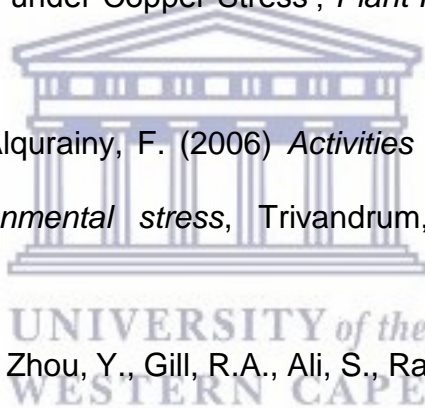 under Copper Stress', Plant
Alqurainy, F. (2006) Activities
nmental stress, Trivandrum,
UNIVERSITY of the
Zhou, Y., Gill, R.A., Ali, S., Ra
WESTERN CAPE